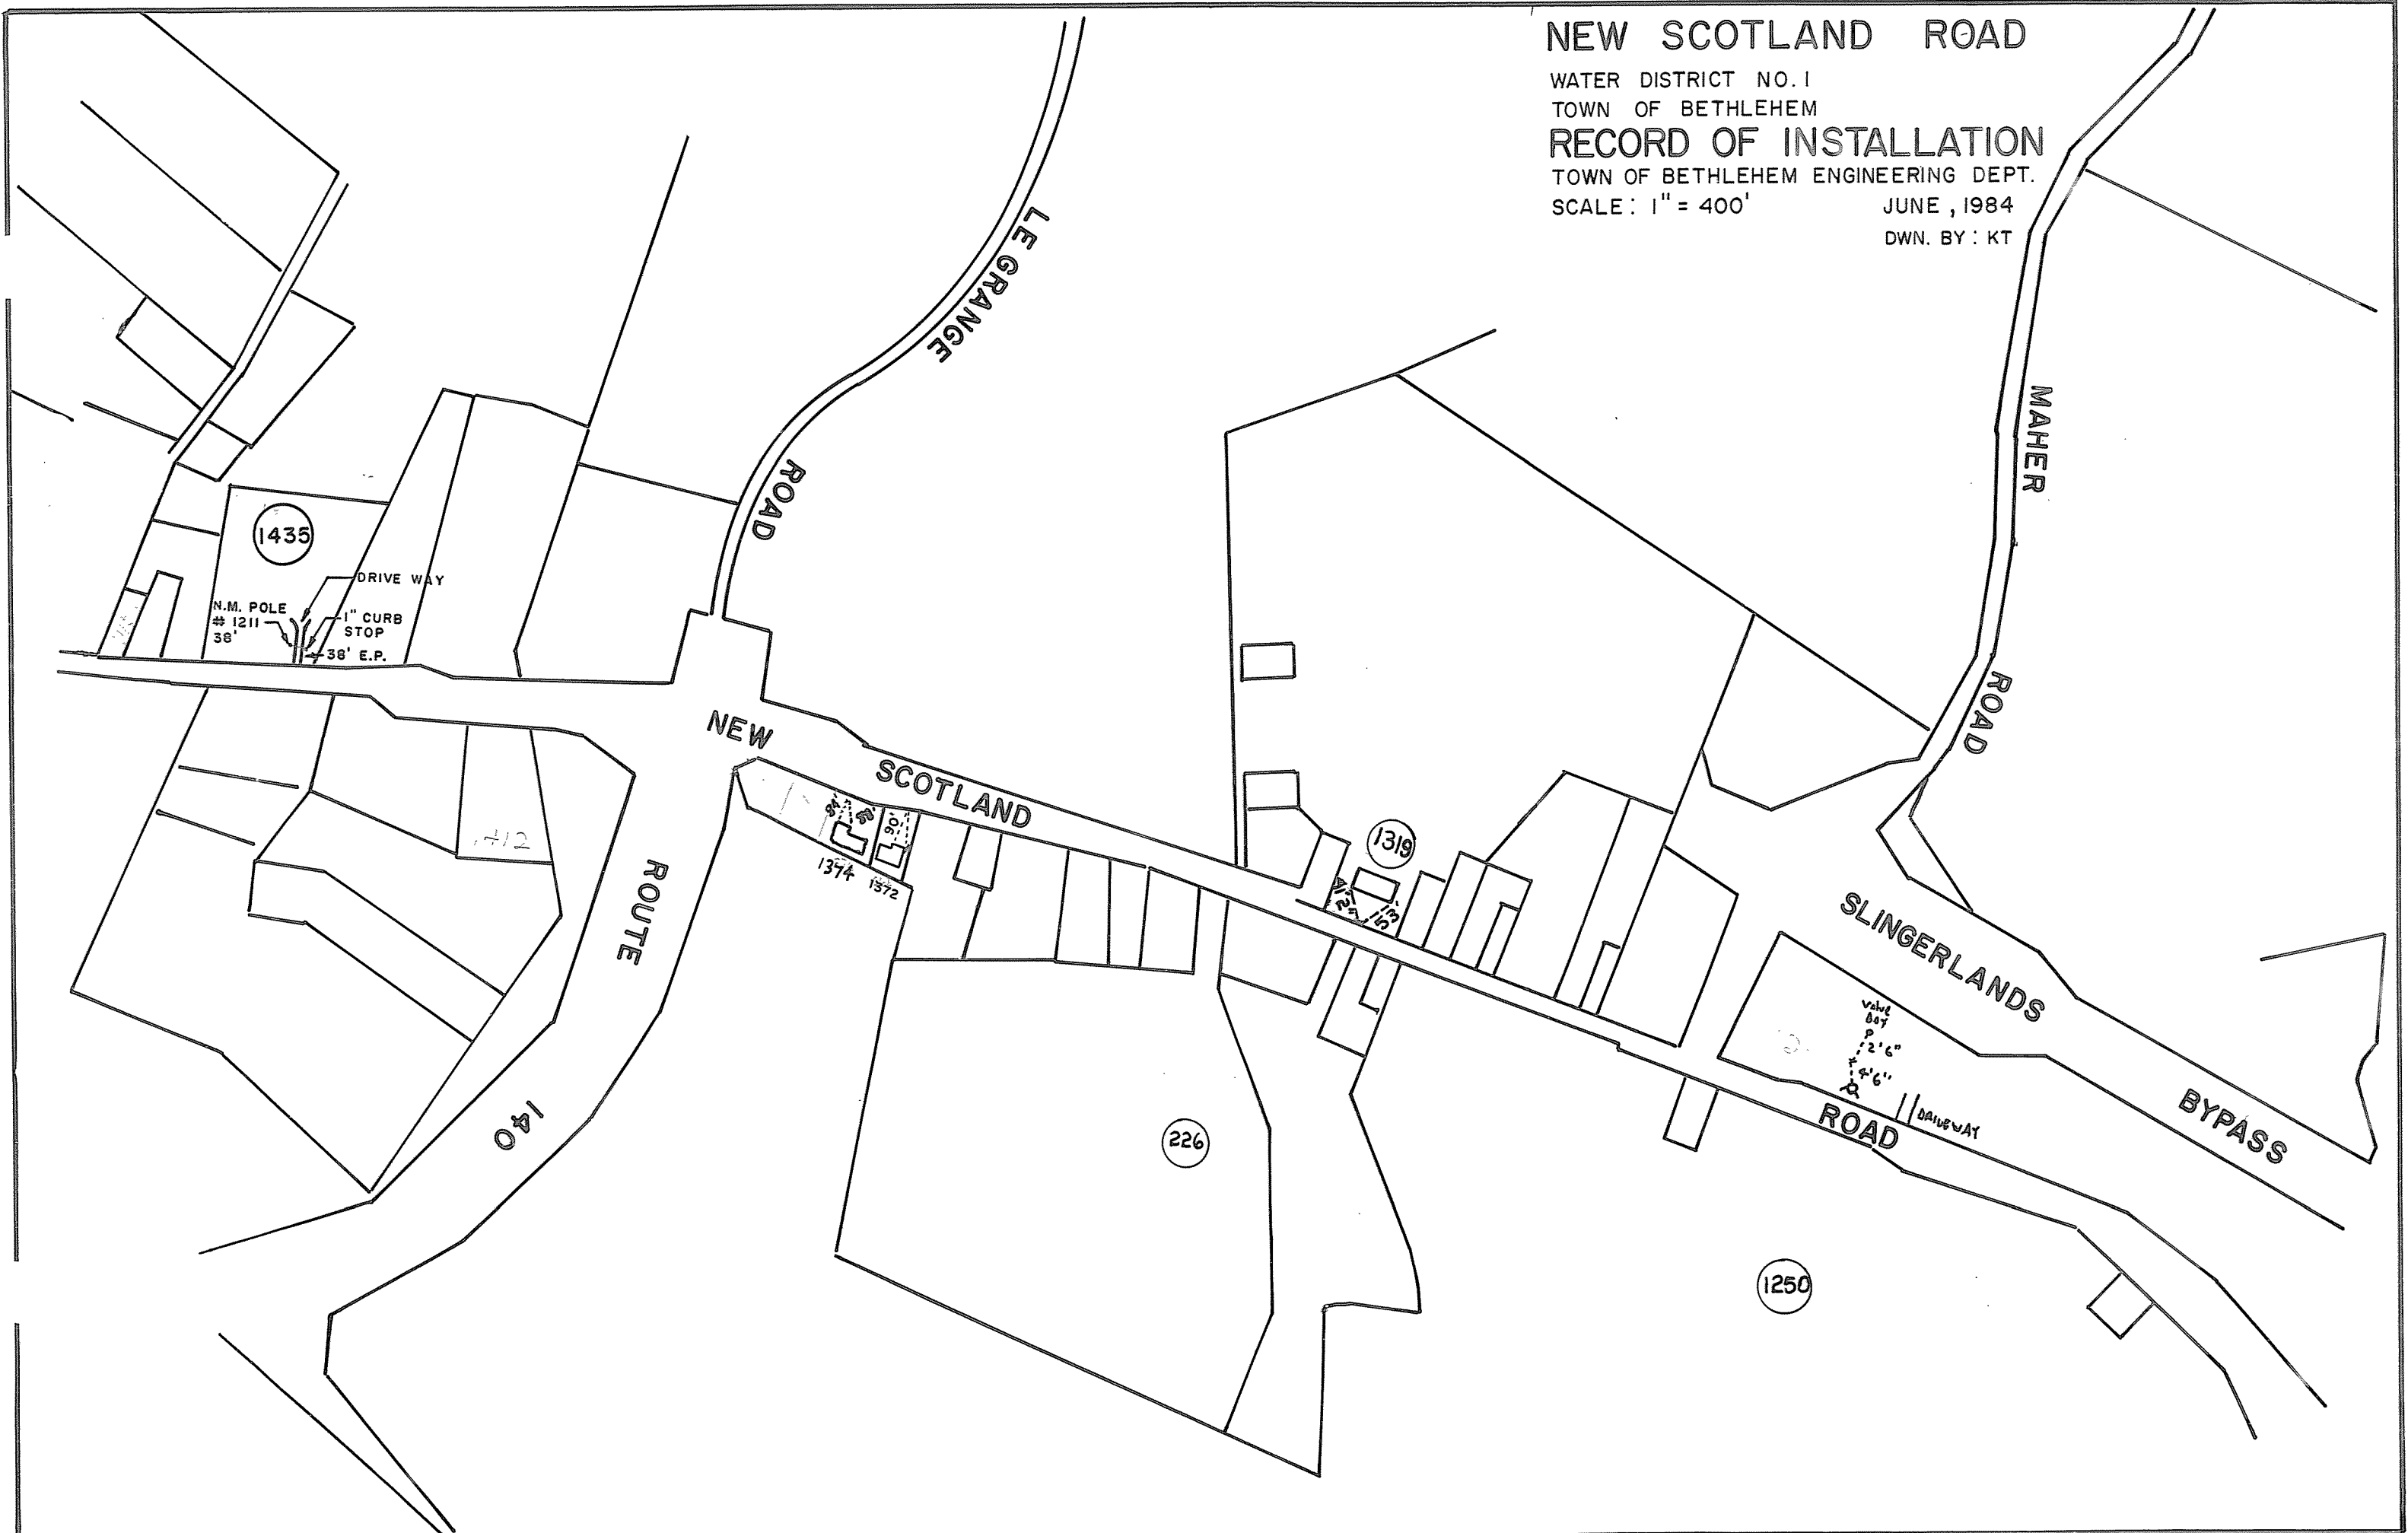 NEW SCOTLAND ROAD
WATER DISTRICT NO. 1
TOWN OF BETHLEHEM
RECORD OF INSTALLATION
TOWN OF BETHLEHEM ENGINEERING DEPT.
SCALE: 1" = 400'
JUNE, 1984
DWN. BY: KT
LE GRANGE
ROAD
MAHER
ROAD
1435
DRIVE WAY
N.M. POLE
# 1211
38'
1" CURB
STOP
38' E.P.
NEW
SCOTLAND
ROAD
90'
1374
1372
1319
53'
ROUTE
140
SLINGERLANDS
BYPASS
Valve
Box
2'6"
4'6"
DRIVEWAY
226
1250